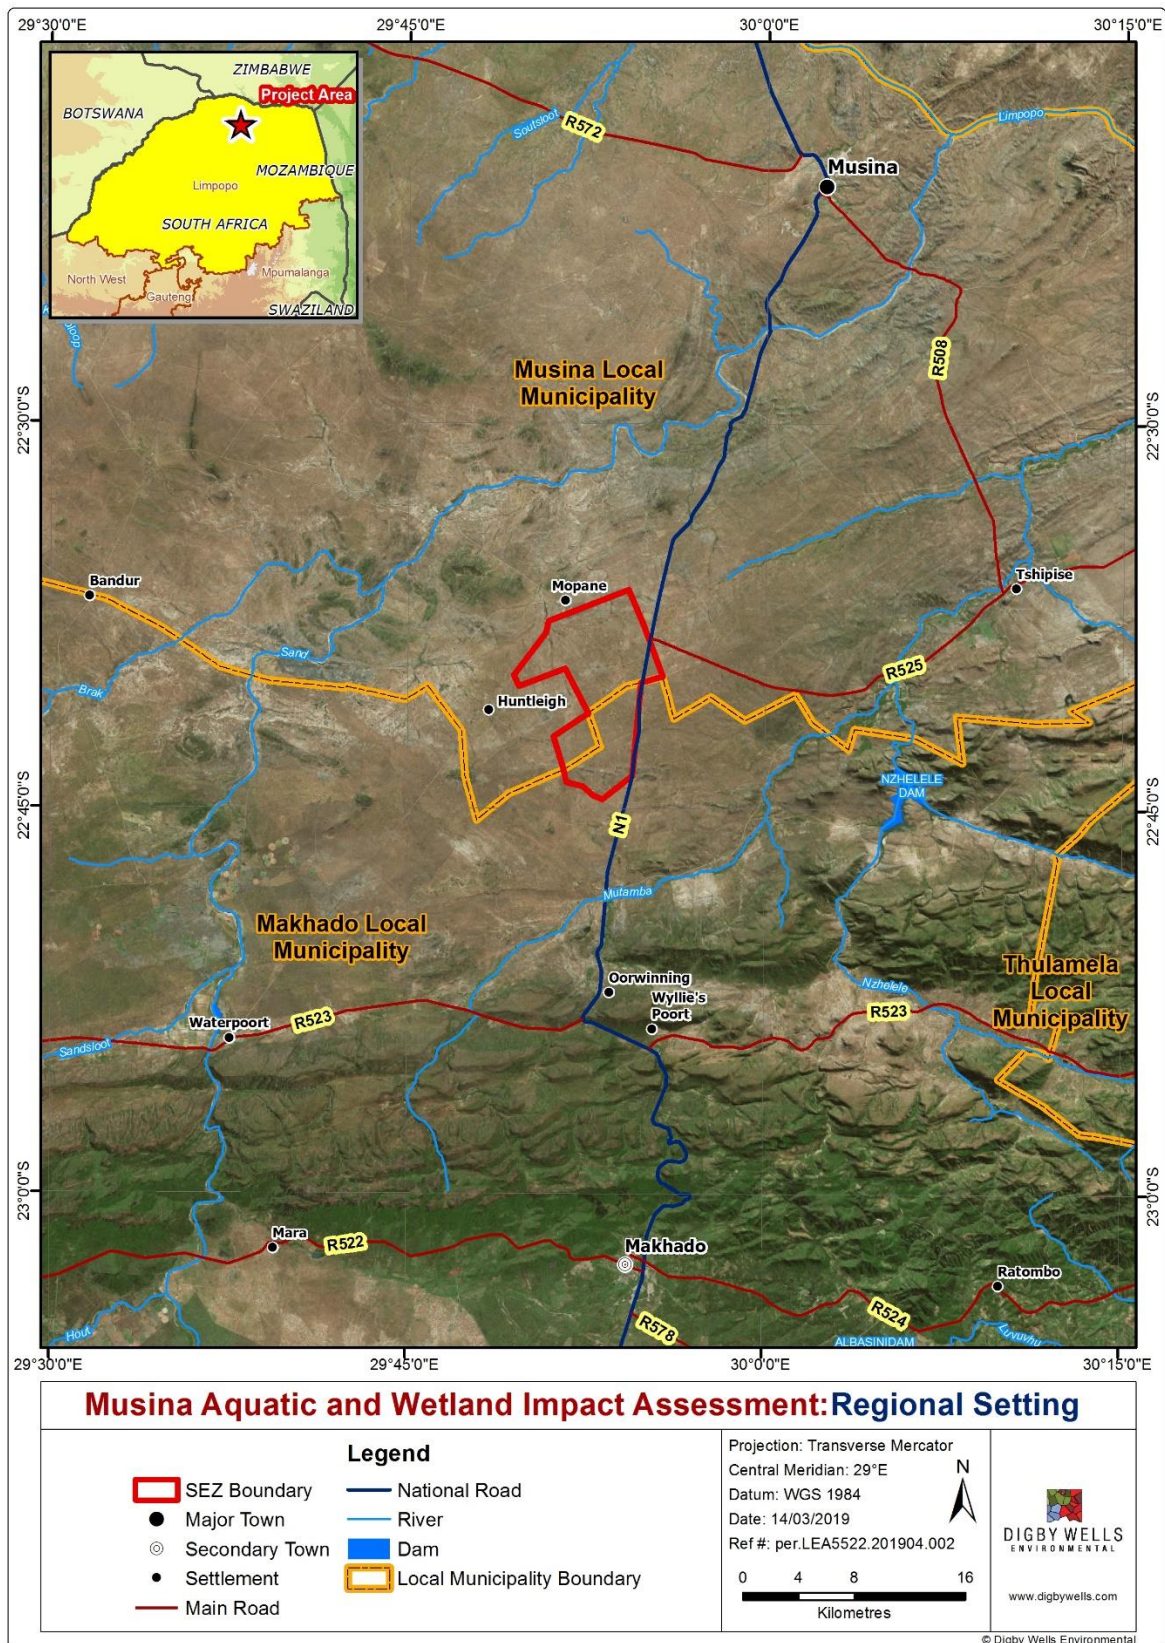 29°30'0"E
29°45'0"E
30°0'0"E
30°15'0"E
ZIMBABWE
Project Area
BOTSWANA
MOZAMBIQUE
Limpopo
SOUTH AFRICA
North West
Mpumalanga
Gauteng
SWAZILAND
Soutsloot
R572
Limpopo
Musina
R508
Musina Local
Municipality
22°30'0"S
22°30'0"S
Bandur
Mopane
Tshipise
Sand
Brak
R525
Huntleigh
NZHELELE
DAM
22°45'0"S
22°45'0"S
N1
Mutamba
Makhado Local
Municipality
Thulamela
Local
Municipality
Oorwinning
Wyllie's
Poort
Nzhelele
Waterpoort
R523
R523
Sandsloot
23°0'0"S
23°0'0"S
Mara
R522
Makhado
Ratombo
R524
R578
Hout
ALBASINIDAM
Luvuvhu
29°30'0"E
29°45'0"E
30°0'0"E
30°15'0"E
Musina Aquatic and Wetland Impact Assessment:Regional Setting
Legend
SEZ Boundary
Major Town
Secondary Town
Settlement
Main Road
National Road
River
Dam
Local Municipality Boundary
Projection: Transverse Mercator
Central Meridian: 29°E
Datum: WGS 1984
Date: 14/03/2019
Ref #: per.LEA5522.201904.002
N
0 4 8 16
Kilometres
DIGBY WELLS
ENVIRONMENTAL
www.digbywells.com
© Digby Wells Environmental